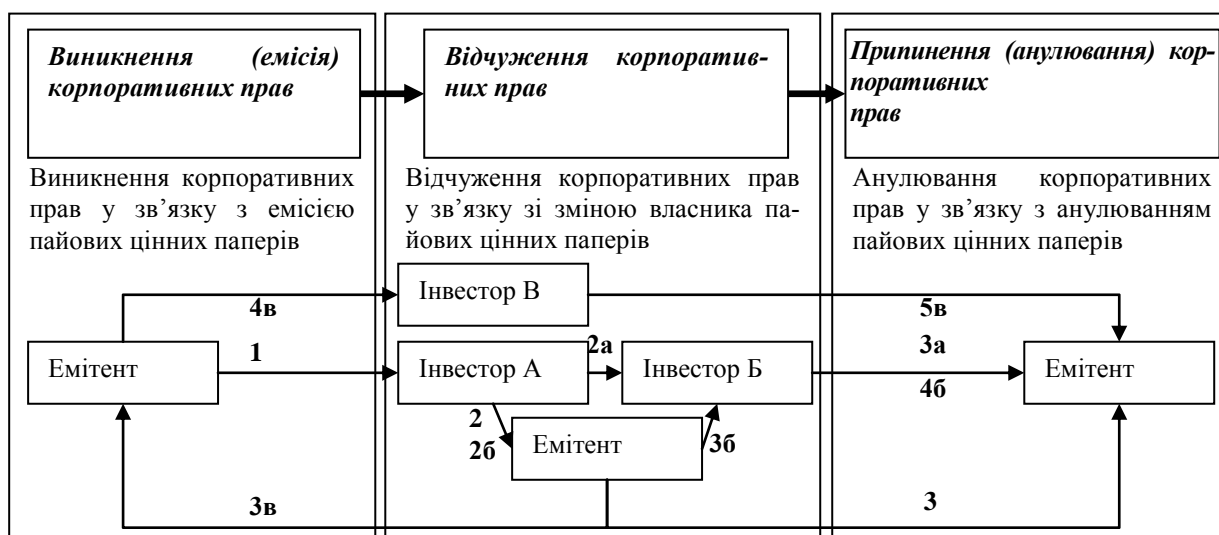 Виникнення (емісія)
корпоративних прав
Відчуження корпоратив-
них прав
Припинення (анулювання) кор-
поративних
прав
Виникнення корпоративних
прав у зв’язку з емісією
пайових цінних паперів
Відчуження корпоративних прав
у зв’язку зі зміною власника па-
йових цінних паперів
Анулювання корпоративних
прав у зв’язку з анулюванням
пайових цінних паперів
4в
Інвестор В
5в
Емітент
1
Інвестор А
2а
Інвестор Б
3а
4б
Емітент
2
2б
Емітент
3б
3в
3